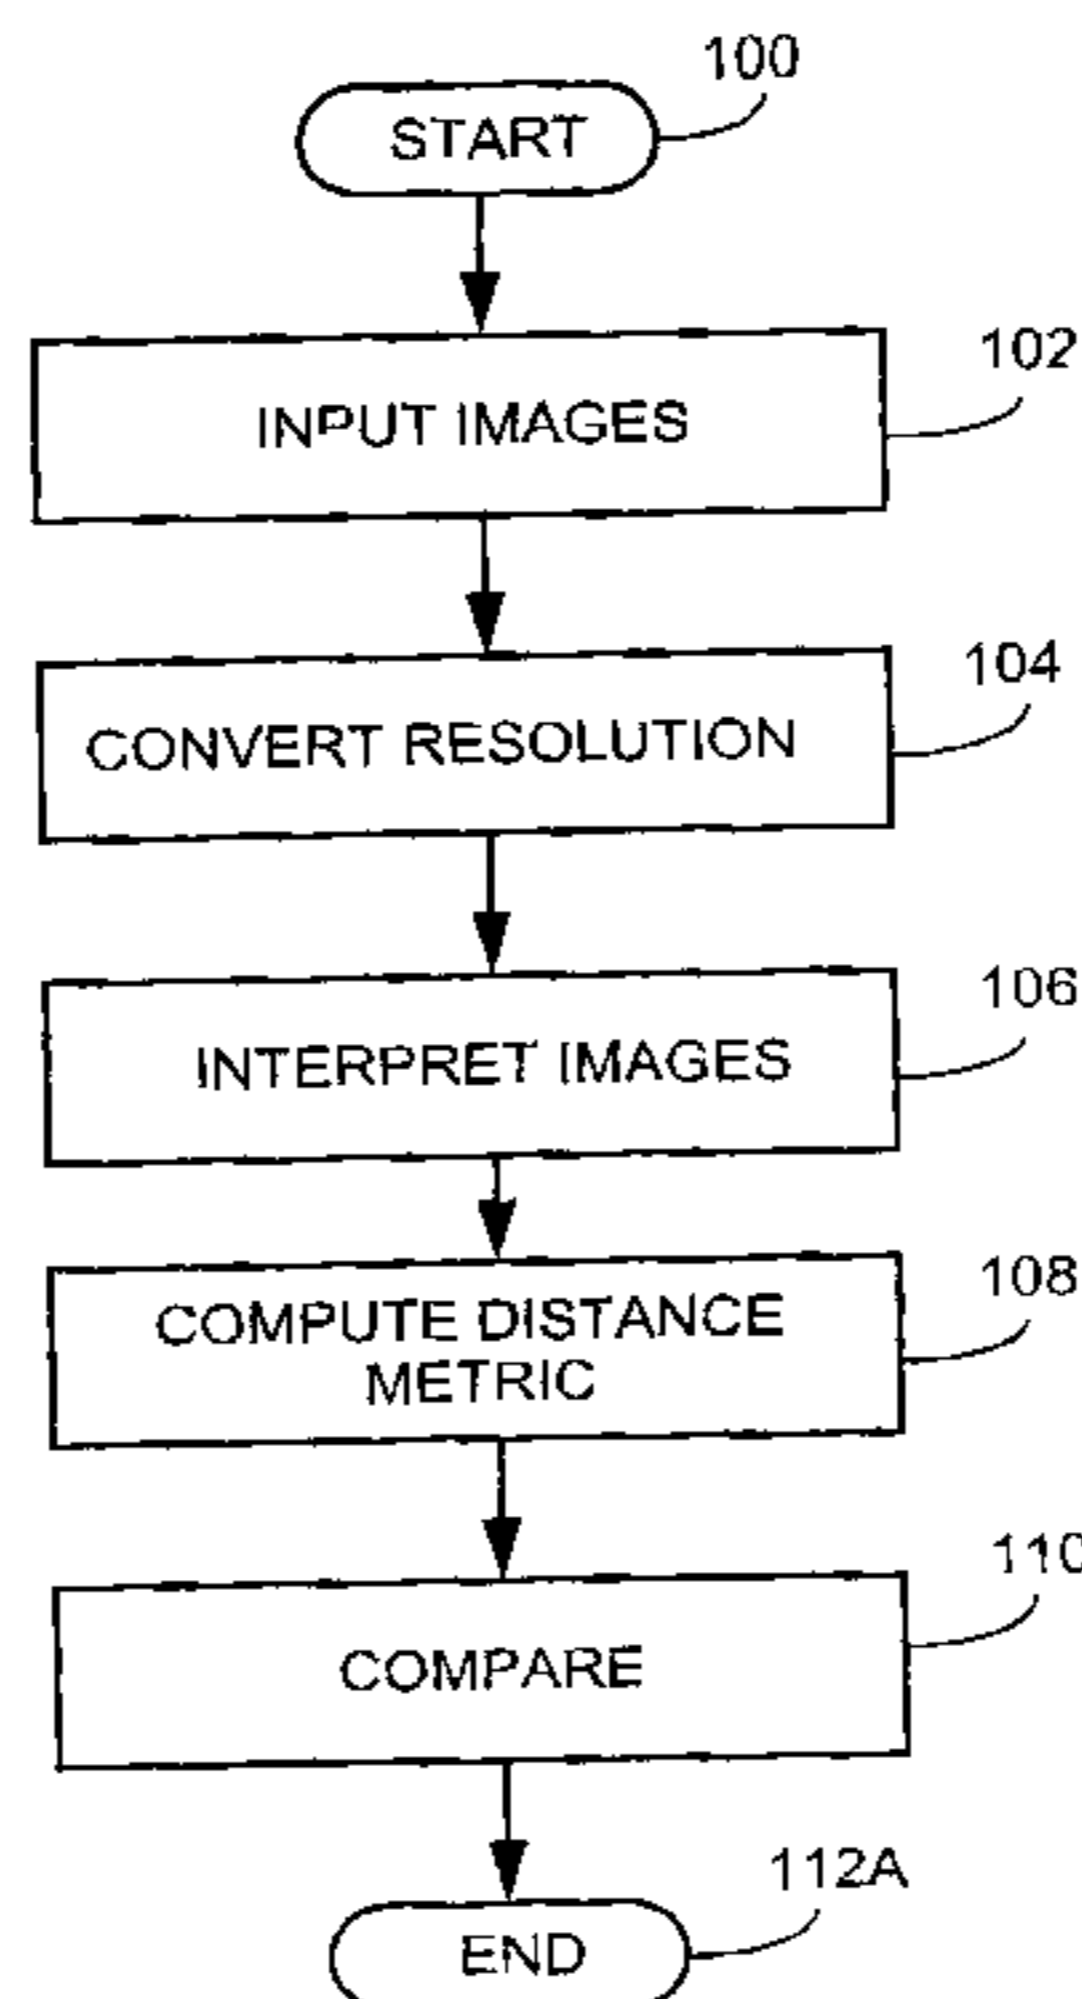 100
START
102
INPUT IMAGES
104
CONVERT RESOLUTION
106
INTERPRET IMAGES
108
COMPUTE DISTANCE
METRIC
110
COMPARE
112A
END